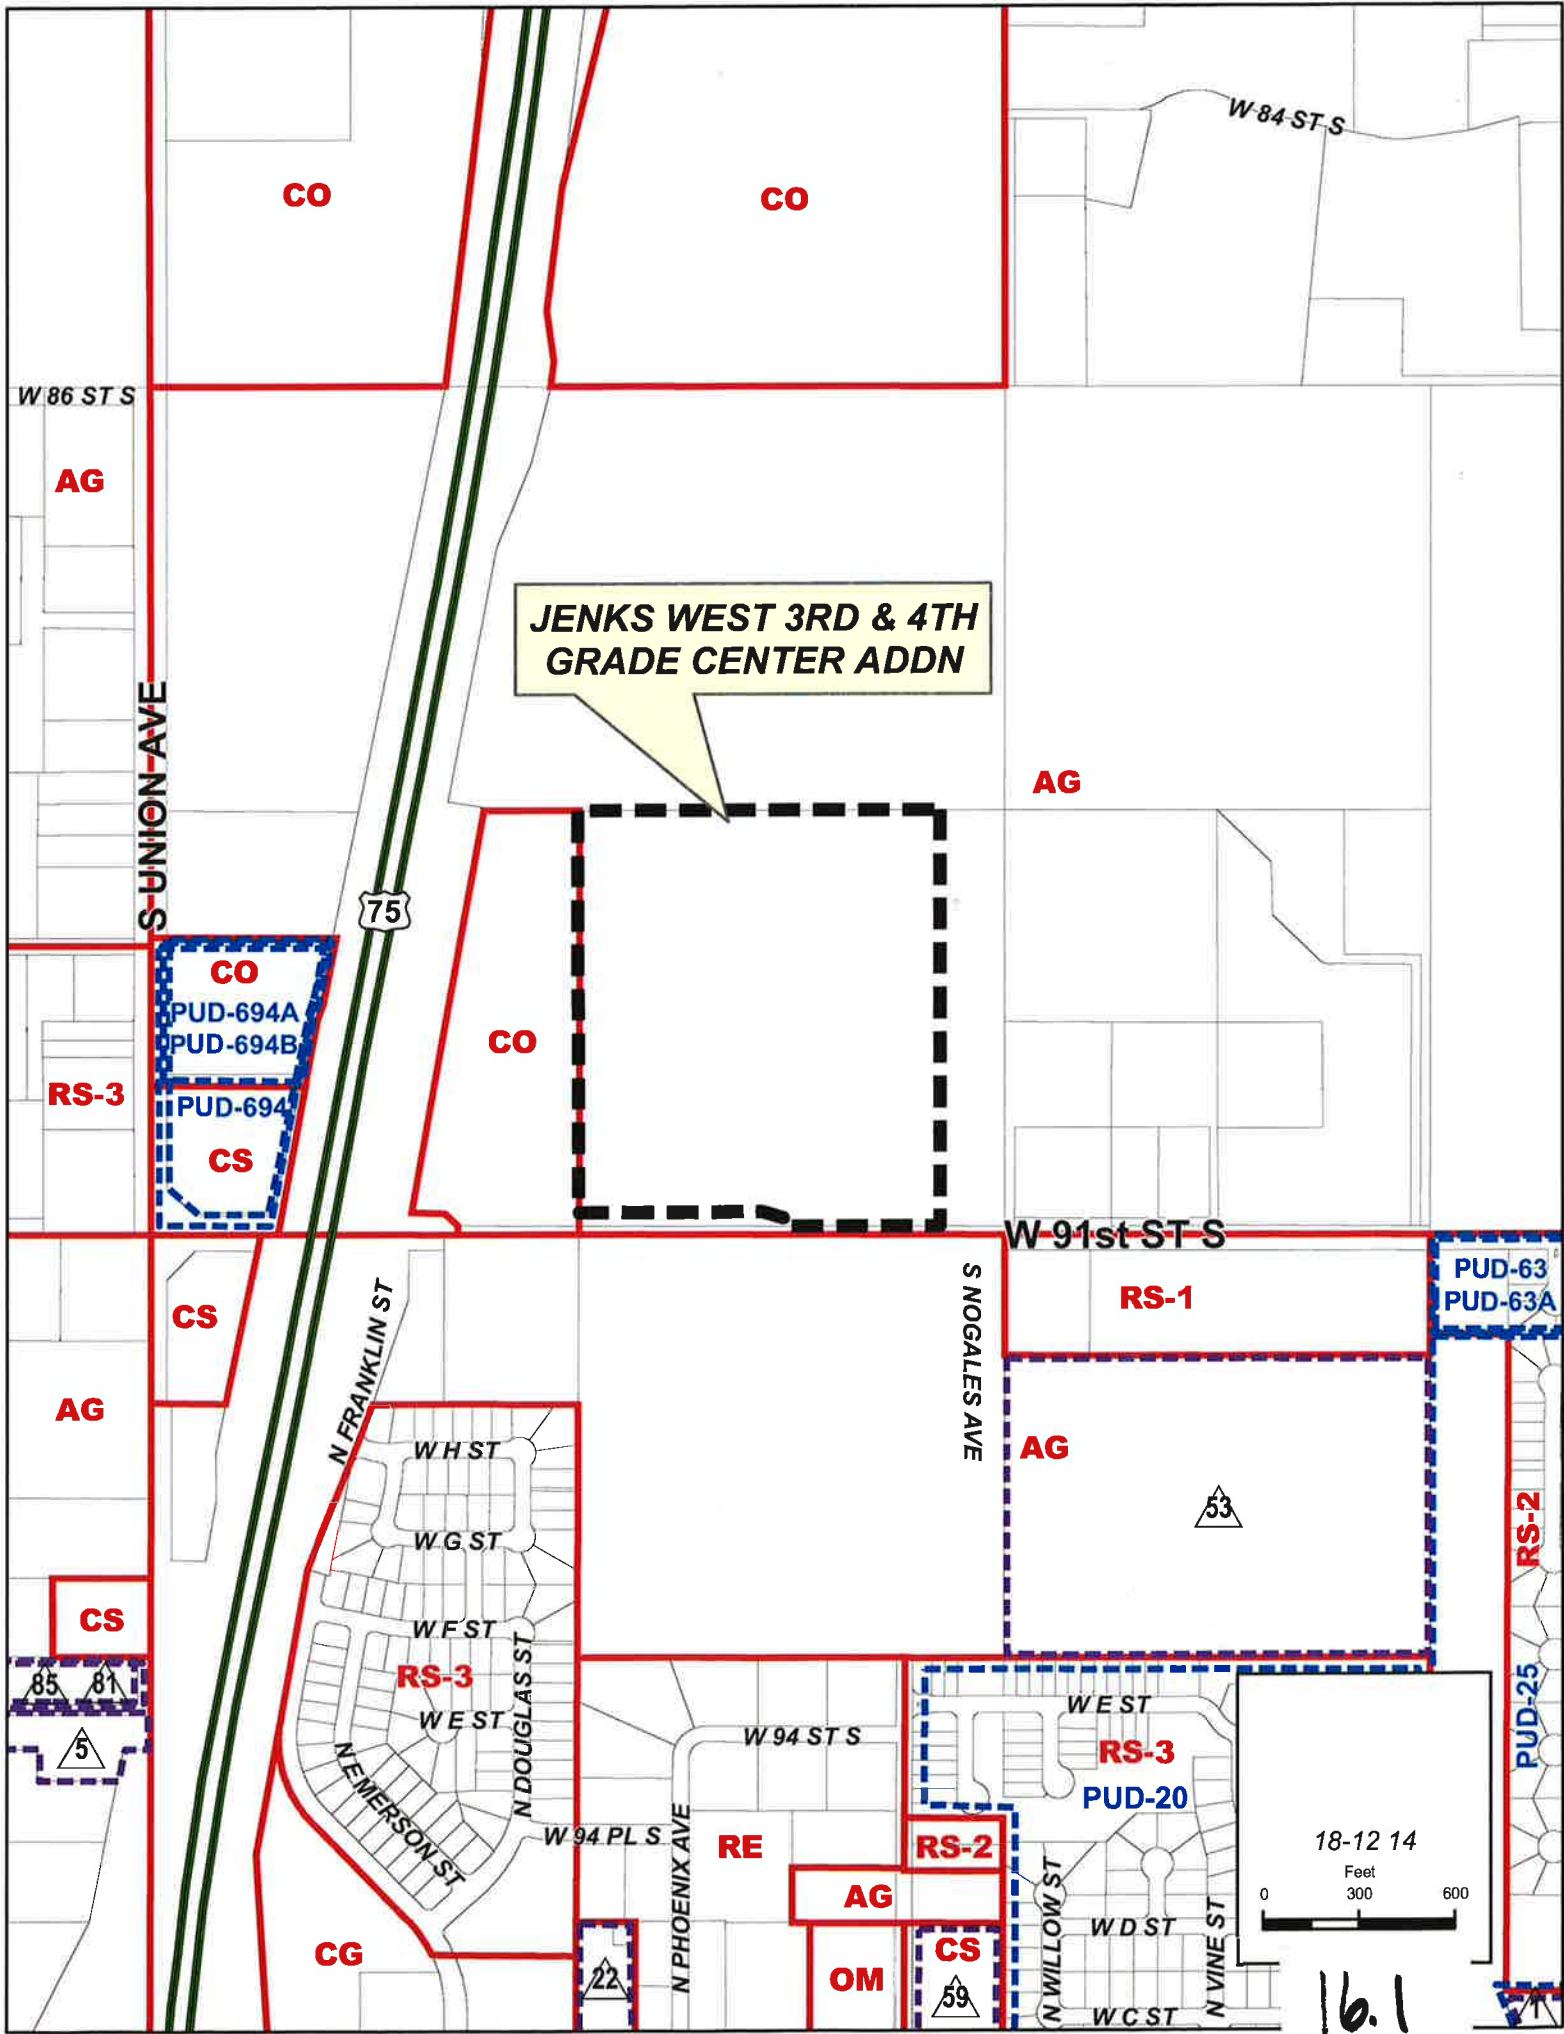 W 84 ST S
CO
CO
W 86 ST S
AG
S UNION AVE
JENKS WEST 3RD & 4TH
GRADE CENTER ADDN
AG
75
CO
PUD-694A
PUD-694B
CO
RS-3
PUD-694
CS
W 91st ST S
PUD-63
PUD-63A
CS
N FRANKLIN ST
S NOGALES AVE
RS-1
AG
W H ST
AG
53
RS-2
W G ST
CS
W F ST
85
81
RS-3
N DOUGLAS ST
W E ST
5
W 94 ST S
W E ST
RS-3
PUD-20
PUD-25
N EMERSON ST
W 94 PL S
N PHOENIX AVE
RE
RS-2
18-12 14
Feet
0 300 600
AG
N WILLOW ST
W D ST
N VINE ST
CG
22
OM
CS
59
W C ST
16.1
1